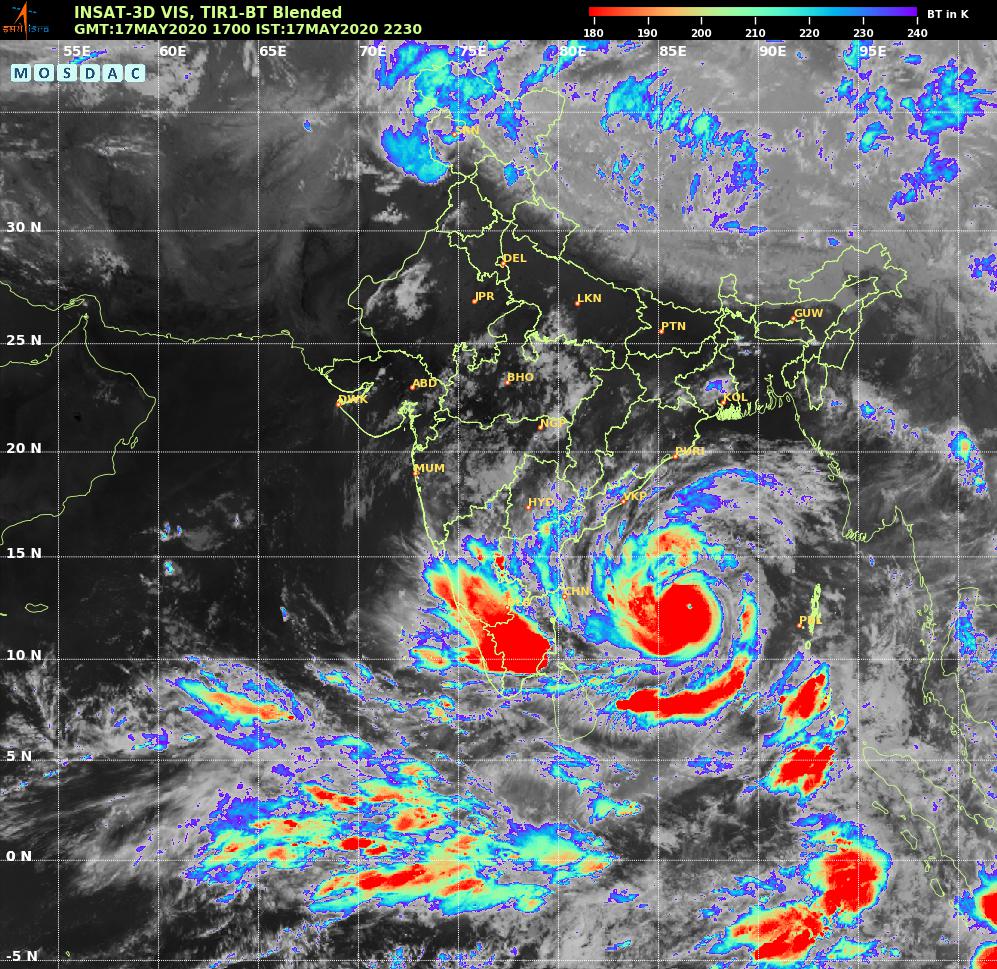 INSAT-3D VIS, TIR1-BT Blended
GMT:17MAY2020 1700 IST:17MAY2020 2230
180 190 200 210 220 230 240 BT in K
55E 60E 65E 70E 75E 80E 85E 90E 95E
MOSDAC
SRN
30 N
DEL
JPR
LKN
GUW
PTN
25 N
BHO
ABD
DWK
KOL
NGP
20 N
PURI
MUM
VKP
HYD
15 N
CHN
PBL
10 N
5 N
0 N
-5 N